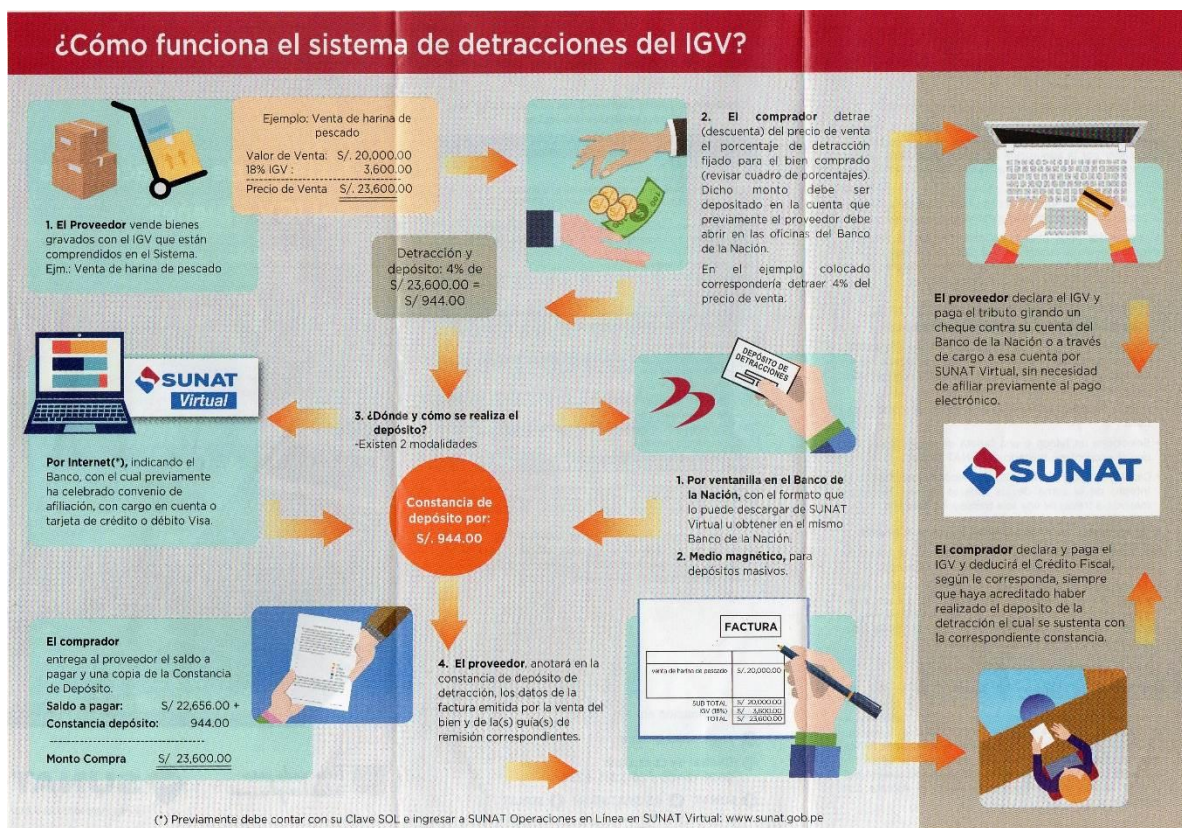 ¿Cómo funciona el sistema de detracciones del IGV?
1. El Proveedor vende bienes
gravados con el IGV que están
comprendidos en el Sistema.
Ejm.: Venta de harina de pescado
Ejemplo: Venta de harina de
pescado
Valor de Venta: S/. 20,000.00
18% IGV : 3,600.00
Precio de Venta S/. 23,600.00
2. El comprador detrae
(descuenta) del precio de venta
el porcentaje de detracción
fijado para el bien comprado
(revisar cuadro de porcentajes).
Dicho monto debe ser
depositado en la cuenta que
previamente el proveedor debe
abrir en las oficinas del Banco
de la Nación.
En el ejemplo colocado
correspondería detraer 4% del
precio de venta.
Detracción y
depósito: 4% de
S/ 23,600.00 =
S/ 944.00
SUNAT
Virtual
3. ¿Dónde y cómo se realiza el
depósito?
-Existen 2 modalidades
DEPÓSITO DE
DETRACCIONES
Por Internet(*), indicando el
Banco, con el cual previamente
ha celebrado convenio de
afiliación, con cargo en cuenta o
tarjeta de crédito o débito Visa.
Constancia de
depósito por:
S/. 944.00
1. Por ventanilla en el Banco de
la Nación, con el formato que
lo puede descargar de SUNAT
Virtual u obtener en el mismo
Banco de la Nación.
2. Medio magnético, para
depósitos masivos.
El comprador
entrega al proveedor el saldo a
pagar y una copia de la Constancia
de Depósito.
Saldo a pagar: S/ 22,656.00 +
Constancia depósito: 944.00
Monto Compra S/ 23,600.00
4. El proveedor, anotará en la
constancia de depósito de
detracción, los datos de la
factura emitida por la venta del
bien y de la(s) guía(s) de
remisión correspondientes.
FACTURA
venta de harina de pescado S/. 20,000.00
SUB TOTAL S/ 20,000.00
IGV (18%) S/ 3,600.00
TOTAL S/ 23,600.00
El proveedor declara el IGV y
paga el tributo girando un
cheque contra su cuenta del
Banco de la Nación o a través
de cargo a esa cuenta por
SUNAT Virtual, sin necesidad
de afiliar previamente al pago
electrónico.
SUNAT
El comprador declara y paga el
IGV y deducirá el Crédito Fiscal,
según le corresponda, siempre
que haya acreditado haber
realizado el deposito de la
detracción el cual se sustenta con
la correspondiente constancia.
(*) Previamente debe contar con su Clave SOL e ingresar a SUNAT Operaciones en Línea en SUNAT Virtual: www.sunat.gob.pe